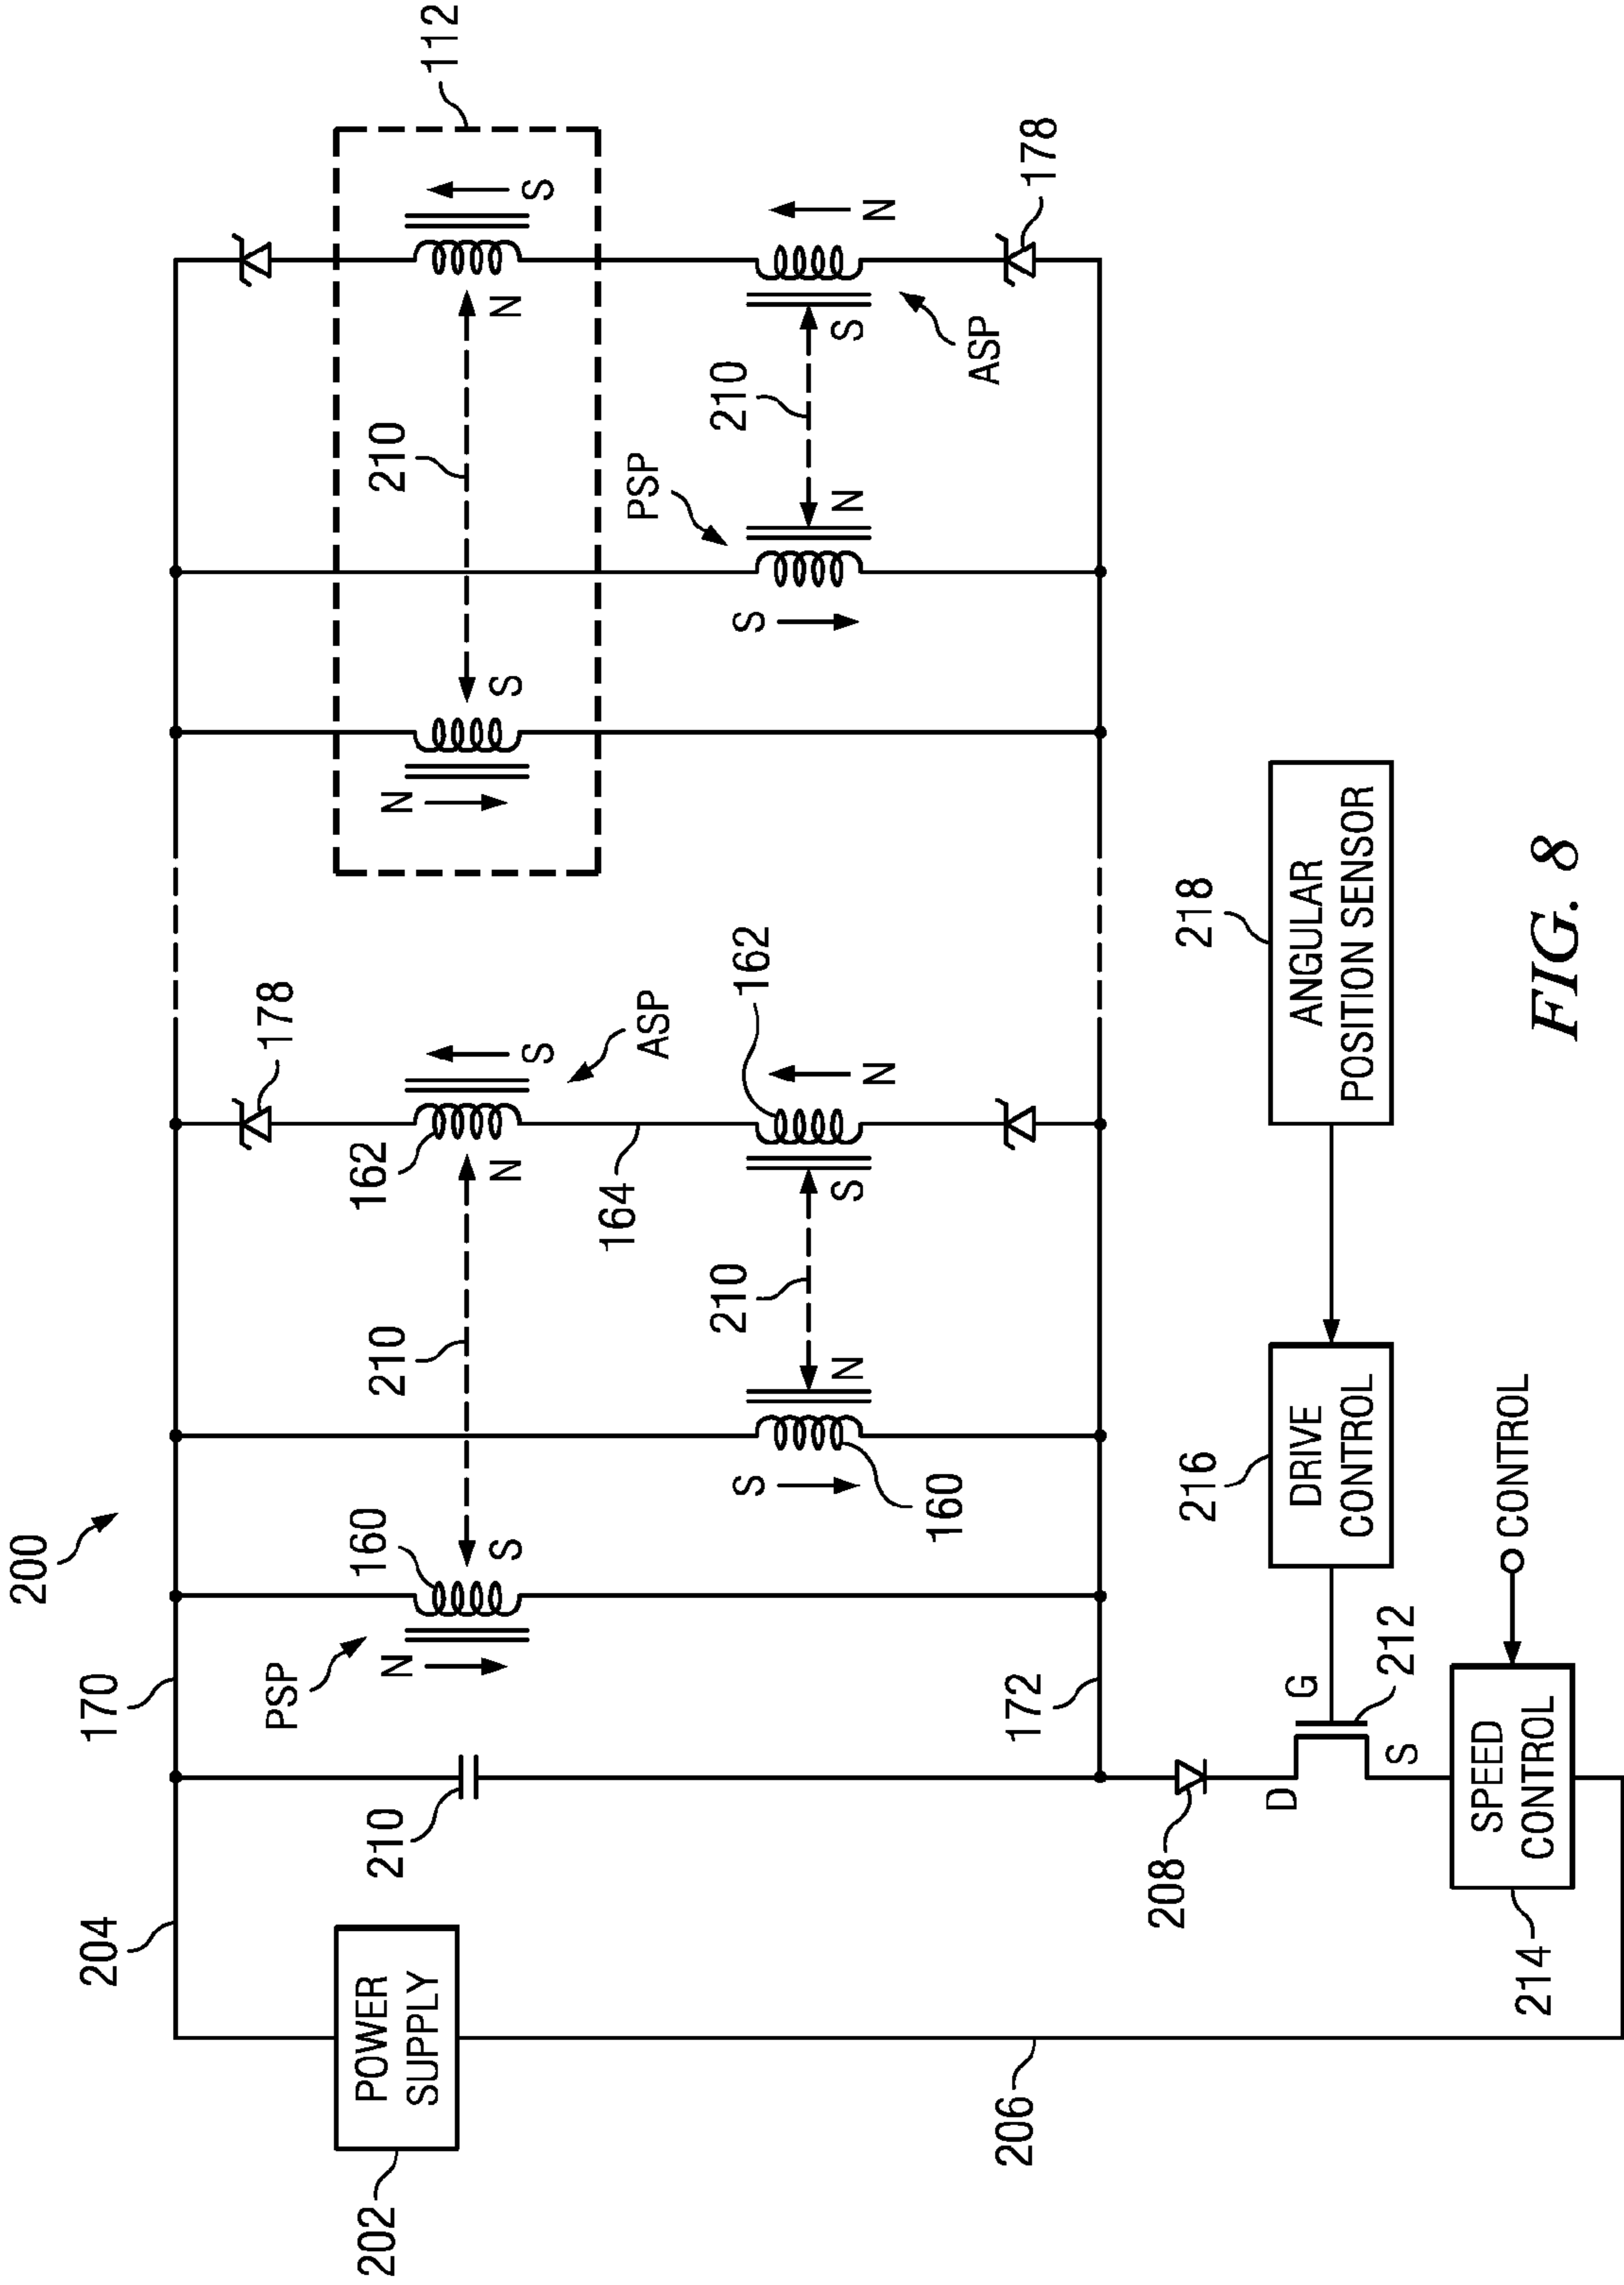 200
204
170
112
202
POWER
SUPPLY
210
PSP
N
160
S
210
162
N
S
178
ASP
N
S
210
N
S
164
S
160
N
210
S
162
N
PSP
S
N
210
S
N
ASP
178
206
172
208
D
G
S
212
214
SPEED
CONTROL
CONTROL
216
DRIVE
CONTROL
218
ANGULAR
POSITION SENSOR
FIG. 8